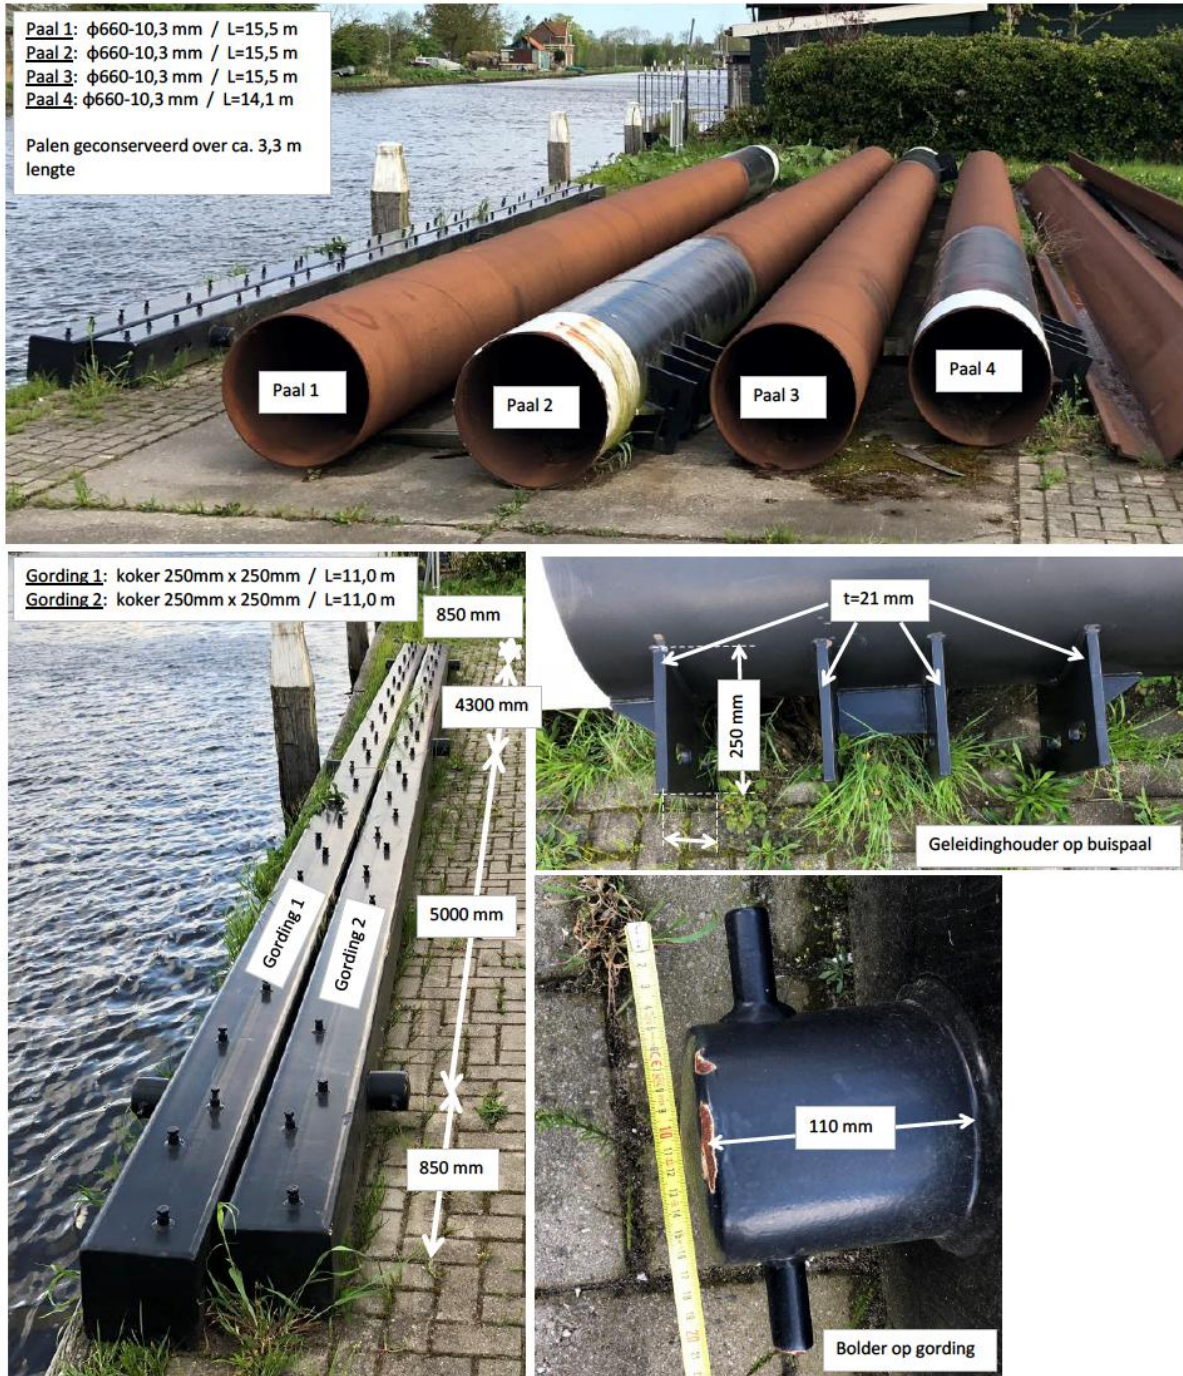 Paal 1: ϕ660-10,3 mm / L=15,5 m
Paal 2: ϕ660-10,3 mm / L=15,5 m
Paal 3: ϕ660-10,3 mm / L=15,5 m
Paal 4: ϕ660-10,3 mm / L=14,1 m
Palen geconserveerd over ca. 3,3 m
lengte
Paal 1
Paal 2
Paal 3
Paal 4
Gording 1: koker 250mm x 250mm / L=11,0 m
Gording 2: koker 250mm x 250mm / L=11,0 m
850 mm
4300 mm
5000 mm
850 mm
Gording 1
Gording 2
t=21 mm
250 mm
Geleidinghouder op buispaal
110 mm
Bolder op gording